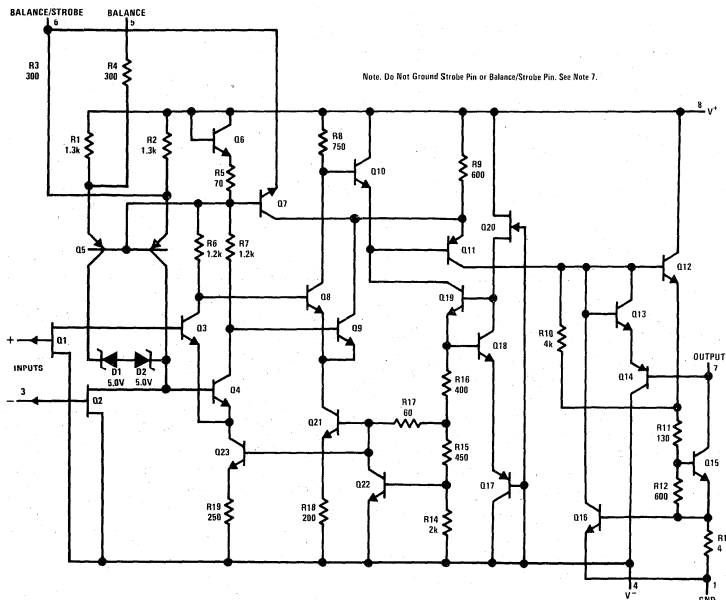 BALANCE/STROBE
6
BALANCE
5
R3
300
R4
300
Note. Do Not Ground Strobe Pin or Balance/Strobe Pin. See Note 7.
8 V+
R1
1.3k
R2
1.3k
Q6
R5
70
R8
750
Q10
R9
600
Q7
Q20
Q5
R6
1.2k
R7
1.2k
Q11
Q12
Q8
Q19
Q3
Q9
Q13
R10
4k
Q18
+
Q1
INPUTS
D1
5.0V
D2
5.0V
Q14
OUTPUT
7
3
−
Q2
Q4
R16
400
R17
60
Q21
R11
130
Q15
Q23
R15
450
Q22
Q17
R12
600
Q16
R19
250
R18
200
R14
2k
R1
4
4
V−
1
GND